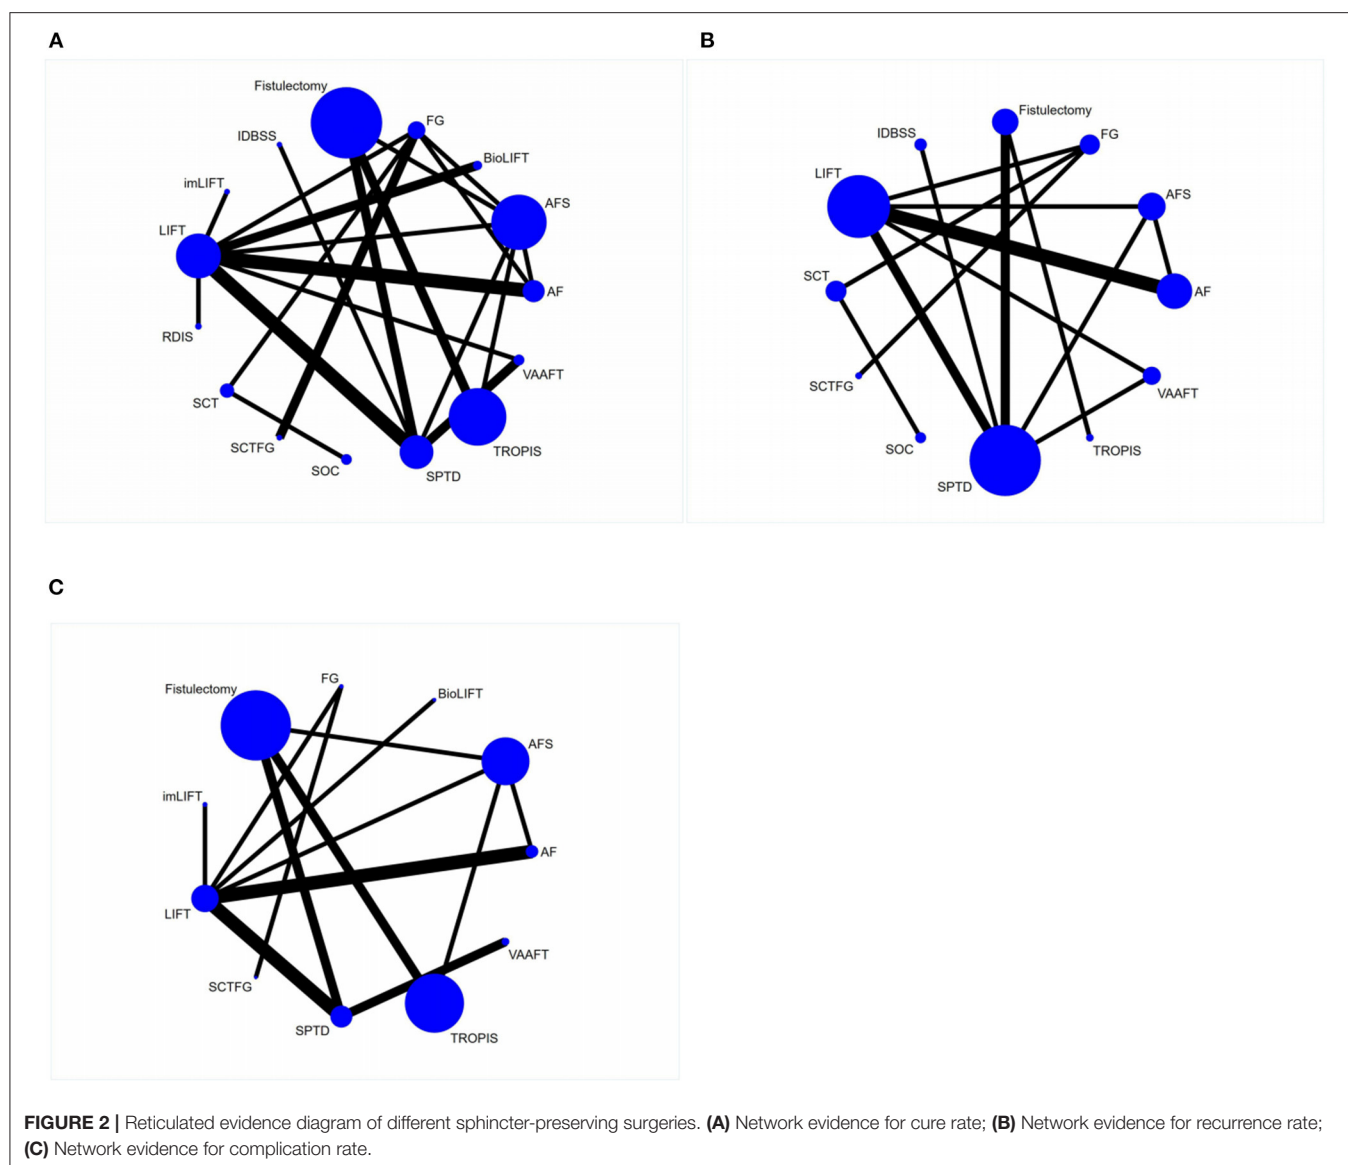 A
Fistulectomy
FG
IDBSS
BioLIFT
imLIFT
AFS
LIFT
AF
RDIS
VAAFT
SCT
SCTFG
TROPIS
SOC
SPTD
B
Fistulectomy
FG
IDBSS
LIFT
AFS
SCT
AF
SCTFG
VAAFT
SOC
TROPIS
SPTD
C
FG
Fistulectomy
BioLIFT
AFS
imLIFT
AF
LIFT
VAAFT
SCTFG
SPTD
TROPIS
FIGURE 2 | Reticulated evidence diagram of different sphincter-preserving surgeries. (A) Network evidence for cure rate; (B) Network evidence for recurrence rate;
(C) Network evidence for complication rate.